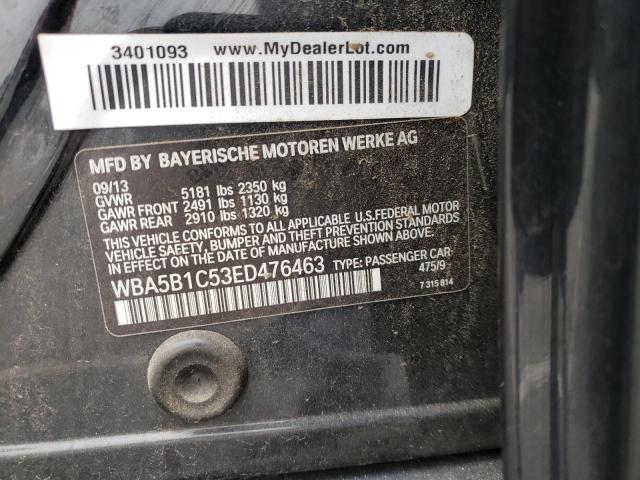 3401093 www.MyDealerLot.com
MFD BY BAYERISCHE MOTOREN WERKE AG
09/13
GVWR 5181 lbs 2350 kg
GAWR FRONT 2491 lbs 1130 kg
GAWR REAR 2910 lbs 1320 kg
THIS VEHICLE CONFORMS TO ALL APPLICABLE U.S.FEDERAL MOTOR
VEHICLE SAFETY, BUMPER AND THEFT PREVENTION STANDARDS
IN EFFECT ON THE DATE OF MANUFACTURE SHOWN ABOVE.
WBA5B1C53ED476463 TYPE: PASSENGER CAR
475/9
7 315 814